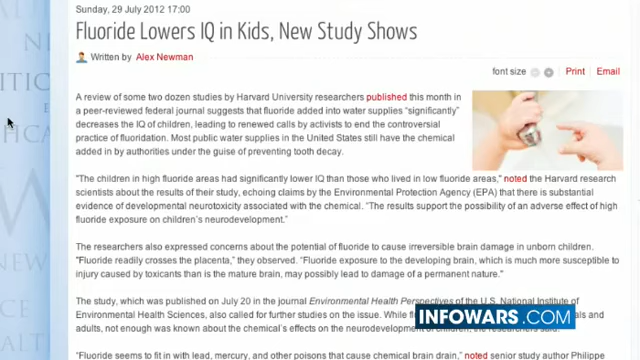 Sunday, 29 July 2012 17:00
Fluoride Lowers IQ in Kids, New Study Shows
Written by Alex Newman
font size Print Email
A review of some two dozen studies by Harvard University researchers published this month in
a peer-reviewed federal journal suggests that fluoride added into water supplies "significantly"
decreases the IQ of children, leading to renewed calls by activists to end the controversial
practice of fluoridation. Most public water supplies in the United States still have the chemical
added in by authorities under the guise of preventing tooth decay.
"The children in high fluoride areas had significantly lower IQ than those who lived in low fluoride areas," noted the Harvard research
scientists about the results of their study, echoing claims by the Environmental Protection Agency (EPA) that there is substantial
evidence of developmental neurotoxicity associated with the chemical. "The results support the possibility of an adverse effect of high
fluoride exposure on children's neurodevelopment."
The researchers also expressed concerns about the potential of fluoride to cause irreversible brain damage in unborn children.
"Fluoride readily crosses the placenta," they observed. "Fluoride exposure to the developing brain, which is much more susceptible to
injury caused by toxicants than is the mature brain, may possibly lead to damage of a permanent nature."
The study, which was published on July 20 in the journal Environmental Health Perspectives of the U.S. National Institute of
Environmental Health Sciences, also called for further studies on the issue. While
INFOWARS.COM
adults, not enough was known about the chemical's effects on the neurodevelopment of children, the researchers said.
"Fluoride seems to fit in with lead, mercury, and other poisons that cause chemical brain drain," noted senior study author Philippe